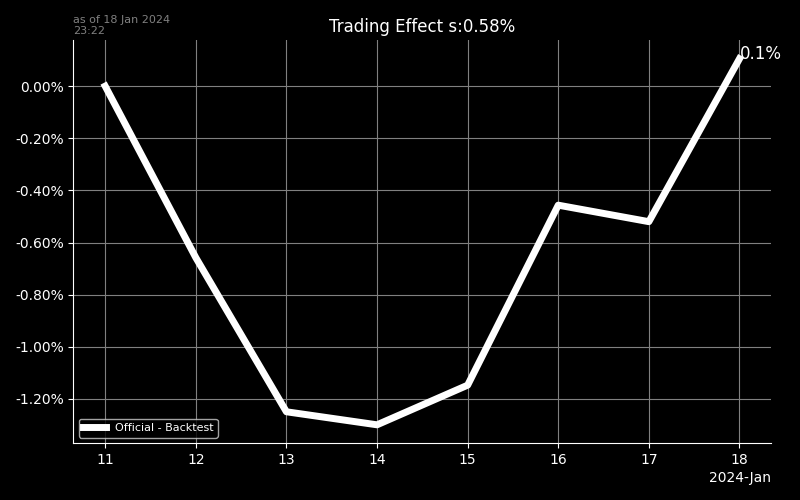 as of 18 Jan 2024
23:22
Trading Effect s:0.58%
0.1%
0.00%
-0.20%
-0.40%
-0.60%
-0.80%
-1.00%
-1.20%
Official - Backtest
11 12 13 14 15 16 17 18
2024-Jan